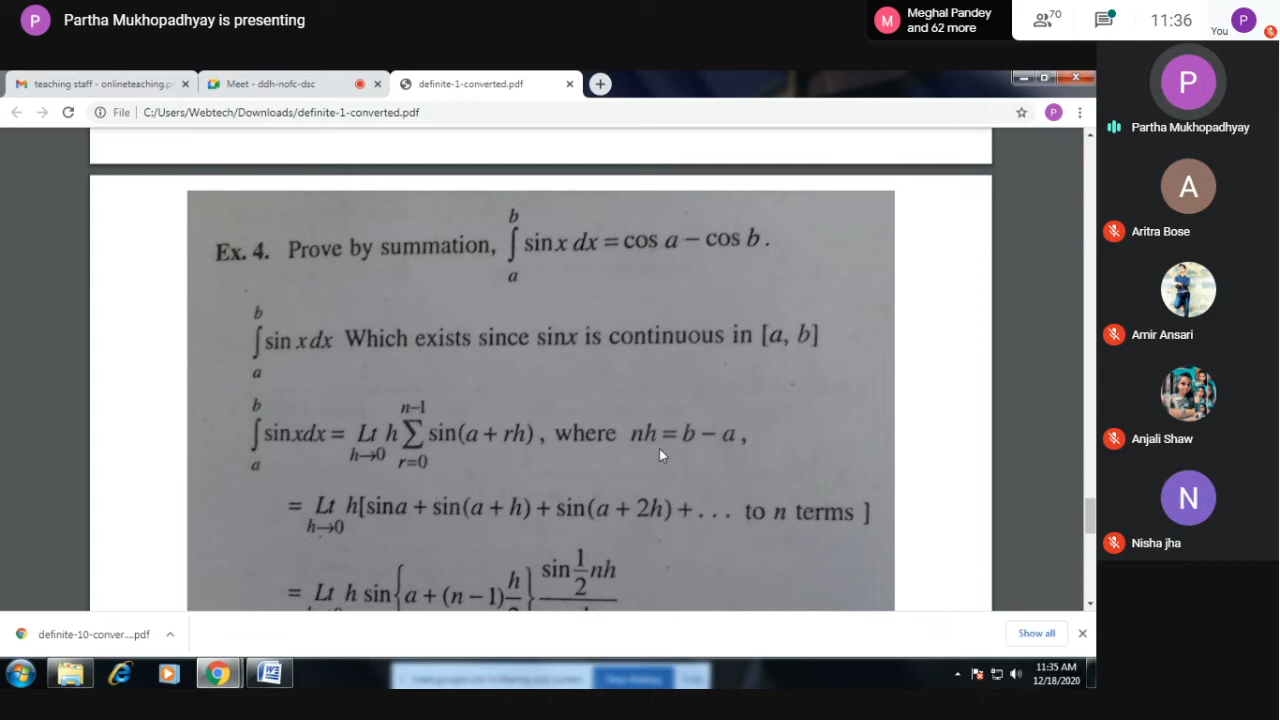 P Partha Mukhopadhyay is presenting
M Meghal Pandey
and 62 more
70
11:36
You P
teaching staff - onlineteaching.p
Meet - ddh-nofc-dsc
definite-1-converted.pdf
File C:/Users/Webtech/Downloads/definite-1-converted.pdf
P
P
Partha Mukhopadhyay
A
Aritra Bose
Amir Ansari
Anjali Shaw
N
Nisha jha
Ex. 4. Prove by summation, ∫_a^b sin x dx = cos a − cos b .
∫_a^b sin x dx Which exists since sinx is continuous in [a, b]
∫_a^b sinxdx = Lt_{h→0} h ∑_{r=0}^{n−1} sin(a + rh) , where nh = b − a ,
= Lt_{h→0} h[sina + sin(a + h) + sin(a + 2h) + . . . to n terms ]
= Lt h sin{a + (n − 1) h/2} sin 1/2 nh
definite-10-conver....pdf
Show all
11:35 AM
12/18/2020